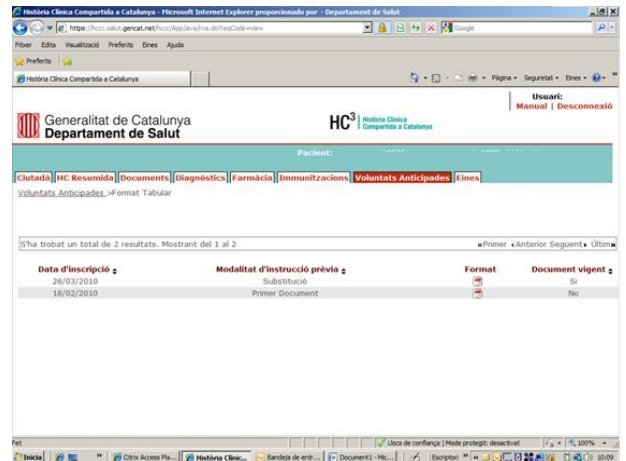 Història Clínica Compartida a Catalunya - Microsoft Internet Explorer proporcionado por - Departament de Salut
https://hccc.salut.gencat.net/hccc/AppJava/rva.do?reqCode=view
Google
Fitxer Edita Visualització Preferits Eines Ajuda
Preferits
Història Clínica Compartida a Catalunya
Pàgina Seguretat Eines
Usuari:
Manual | Desconnexió
Generalitat de Catalunya
Departament de Salut
HC3 Història Clínica
Compartida a Catalunya
Pacient:
Ciutadà HC Resumida Documents Diagnòstics Farmàcia Immunitzacions Voluntats Anticipades Eines
Voluntats Anticipades >Format Tabular
S'ha trobat un total de 2 resultats. Mostrant del 1 al 2
Primer Anterior Següent Últim
Data d'inscripció Modalitat d'instrucció prèvia Format Document vigent
26/03/2010 Substitució Si
18/02/2010 Primer Document No
Fet
Llocs de confiança | Mode protegit: desactivat
100%
Inicia
Citrix Access Pla...
Història Clínic...
Bandeja de entr...
Document1 - Mic...
Escriptori
10:09